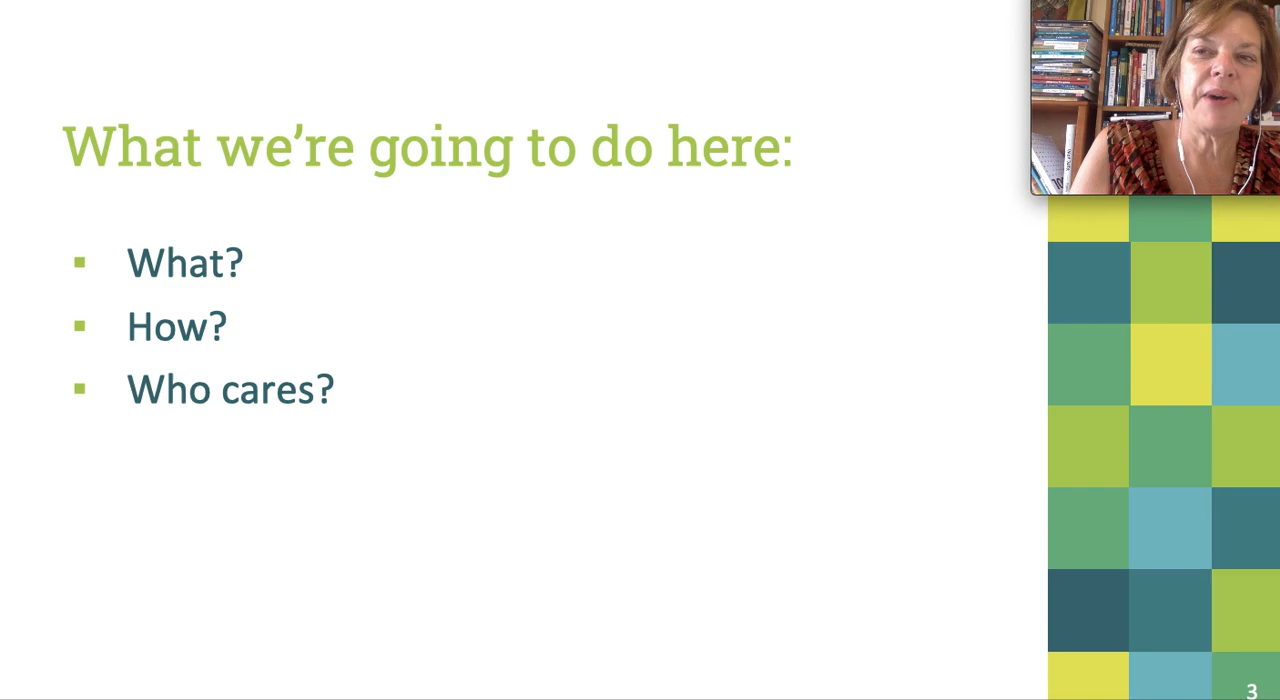 What we’re going to do here:
▪ What?
▪ How?
▪ Who cares?
3